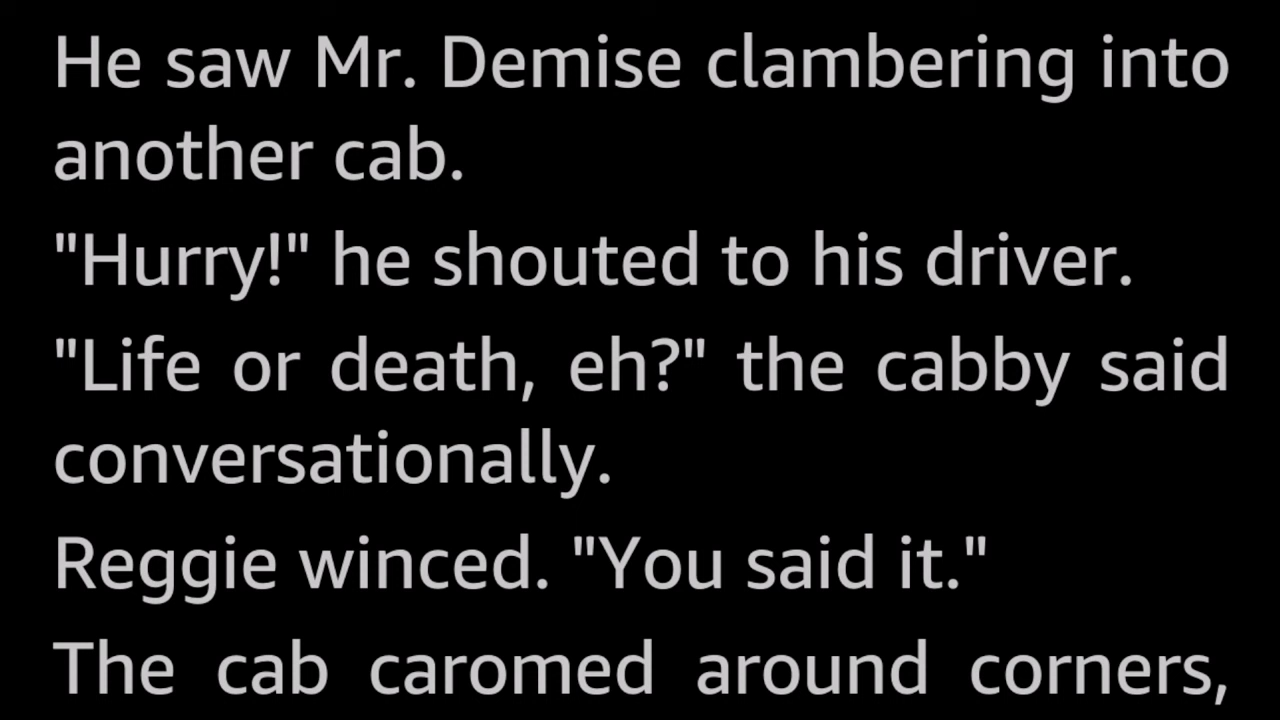 He saw Mr. Demise clambering into
another cab.
"Hurry!" he shouted to his driver.
"Life or death, eh?" the cabby said
conversationally.
Reggie winced. "You said it."
The cab caromed around corners,